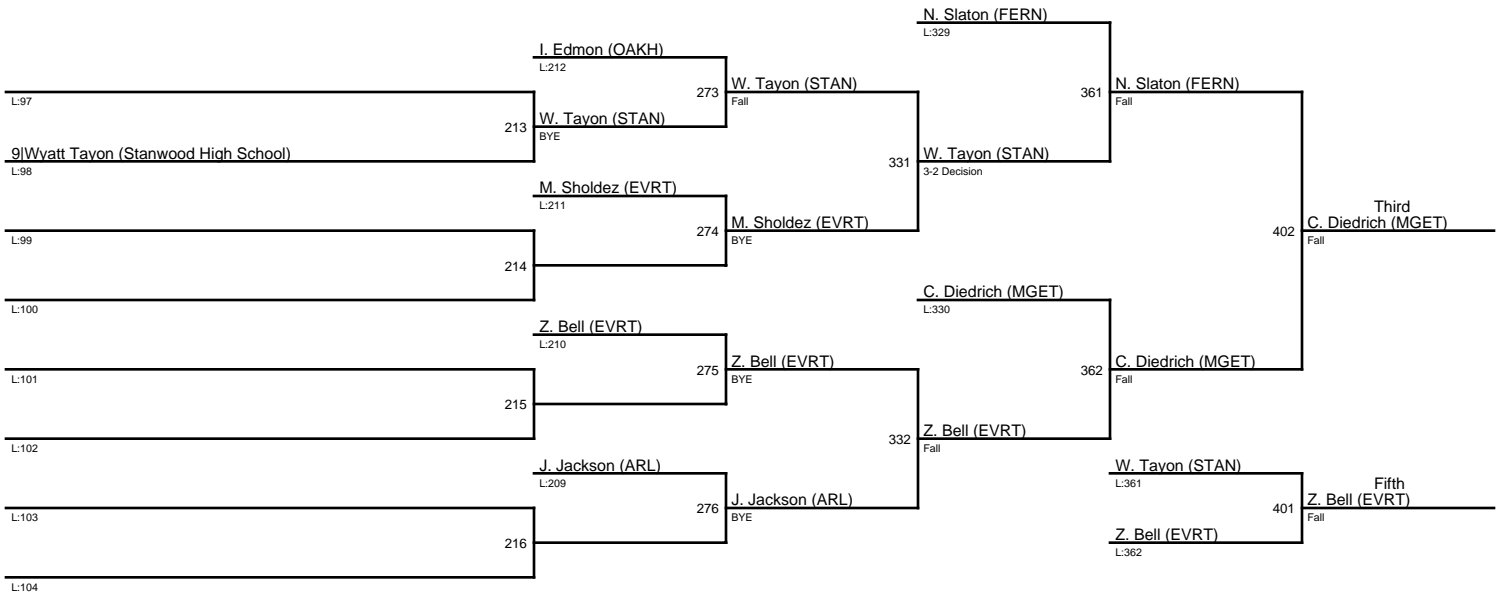 N. Slaton (FERN)
L:329
I. Edmon (OAKH)
L:212
273
W. Tayon (STAN)
Fall
361
N. Slaton (FERN)
Fall
L:97
213
W. Tayon (STAN)
BYE
9|Wyatt Tayon (Stanwood High School)
L:98
331
W. Tayon (STAN)
3-2 Decision
M. Sholdez (EVRT)
L:211
274
M. Sholdez (EVRT)
BYE
L:99
214
L:100
402
Third
C. Diedrich (MGET)
Fall
C. Diedrich (MGET)
L:330
Z. Bell (EVRT)
L:210
275
Z. Bell (EVRT)
BYE
362
C. Diedrich (MGET)
Fall
L:101
215
L:102
332
Z. Bell (EVRT)
Fall
J. Jackson (ARL)
L:209
276
J. Jackson (ARL)
BYE
W. Tayon (STAN)
L:361
401
Fifth
Z. Bell (EVRT)
Fall
Z. Bell (EVRT)
L:362
L:103
216
L:104